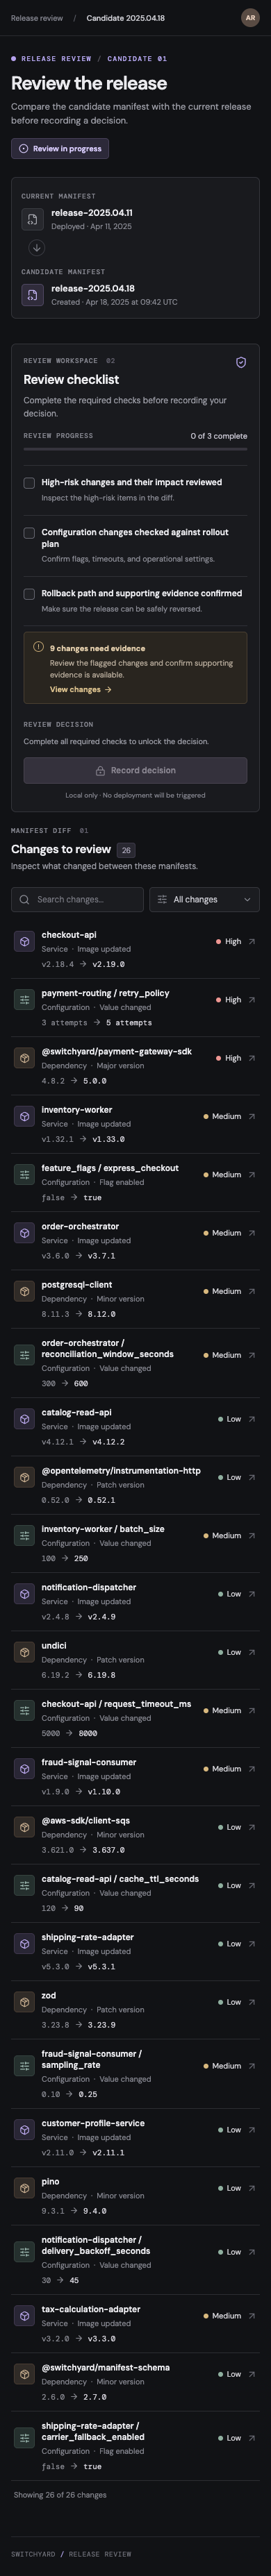 Release review / Candidate 2025.04.18 AR
RELEASE REVIEW / CANDIDATE 01
Review the release
Compare the candidate manifest with the current release
before recording a decision.
Review in progress
CURRENT MANIFEST
release-2025.04.11
Deployed · Apr 11, 2025
CANDIDATE MANIFEST
release-2025.04.18
Created · Apr 18, 2025 at 09:42 UTC
REVIEW WORKSPACE 02
Review checklist
Complete the required checks before recording your
decision.
REVIEW PROGRESS 0 of 3 complete
High-risk changes and their impact reviewed
Inspect the high-risk items in the diff.
Configuration changes checked against rollout
plan
Confirm flags, timeouts, and operational settings.
Rollback path and supporting evidence confirmed
Make sure the release can be safely reversed.
9 changes need evidence
Review the flagged changes and confirm supporting
evidence is available.
View changes →
REVIEW DECISION
Complete all required checks to unlock the decision.
Record decision
Local only · No deployment will be triggered
MANIFEST DIFF 01
Changes to review 26
Inspect what changed between these manifests.
Search changes... All changes
checkout-api High
Service · Image updated
v2.18.4 → v2.19.0
payment-routing / retry_policy High
Configuration · Value changed
3 attempts → 5 attempts
@switchyard/payment-gateway-sdk High
Dependency · Major version
4.8.2 → 5.0.0
inventory-worker Medium
Service · Image updated
v1.32.1 → v1.33.0
feature_flags / express_checkout Medium
Configuration · Flag enabled
false → true
order-orchestrator Medium
Service · Image updated
v3.6.0 → v3.7.1
postgresql-client Medium
Dependency · Minor version
8.11.3 → 8.12.0
order-orchestrator /
reconciliation_window_seconds Medium
Configuration · Value changed
300 → 600
catalog-read-api Low
Service · Image updated
v4.12.1 → v4.12.2
@opentelemetry/instrumentation-http Low
Dependency · Patch version
0.52.0 → 0.52.1
inventory-worker / batch_size Medium
Configuration · Value changed
100 → 250
notification-dispatcher Low
Service · Image updated
v2.4.8 → v2.4.9
undici Low
Dependency · Patch version
6.19.2 → 6.19.8
checkout-api / request_timeout_ms Medium
Configuration · Value changed
5000 → 8000
fraud-signal-consumer Medium
Service · Image updated
v1.9.0 → v1.10.0
@aws-sdk/client-sqs Low
Dependency · Minor version
3.621.0 → 3.637.0
catalog-read-api / cache_ttl_seconds Low
Configuration · Value changed
120 → 90
shipping-rate-adapter Low
Service · Image updated
v5.3.0 → v5.3.1
zod Low
Dependency · Patch version
3.23.8 → 3.23.9
fraud-signal-consumer /
sampling_rate Medium
Configuration · Value changed
0.10 → 0.25
customer-profile-service Low
Service · Image updated
v2.11.0 → v2.11.1
pino Low
Dependency · Minor version
9.3.1 → 9.4.0
notification-dispatcher /
delivery_backoff_seconds Low
Configuration · Value changed
30 → 45
tax-calculation-adapter Medium
Service · Image updated
v3.2.0 → v3.3.0
@switchyard/manifest-schema Low
Dependency · Minor version
2.6.0 → 2.7.0
shipping-rate-adapter /
carrier_fallback_enabled Low
Configuration · Flag enabled
false → true
Showing 26 of 26 changes
SWITCHYARD / RELEASE REVIEW